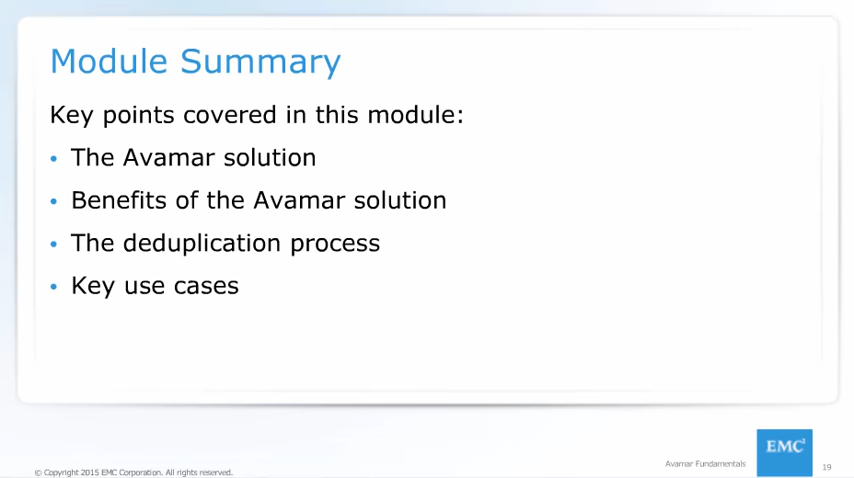 Module Summary
Key points covered in this module:
• The Avamar solution
• Benefits of the Avamar solution
• The deduplication process
• Key use cases
© Copyright 2015 EMC Corporation. All rights reserved.
Avamar Fundamentals
EMC²
19